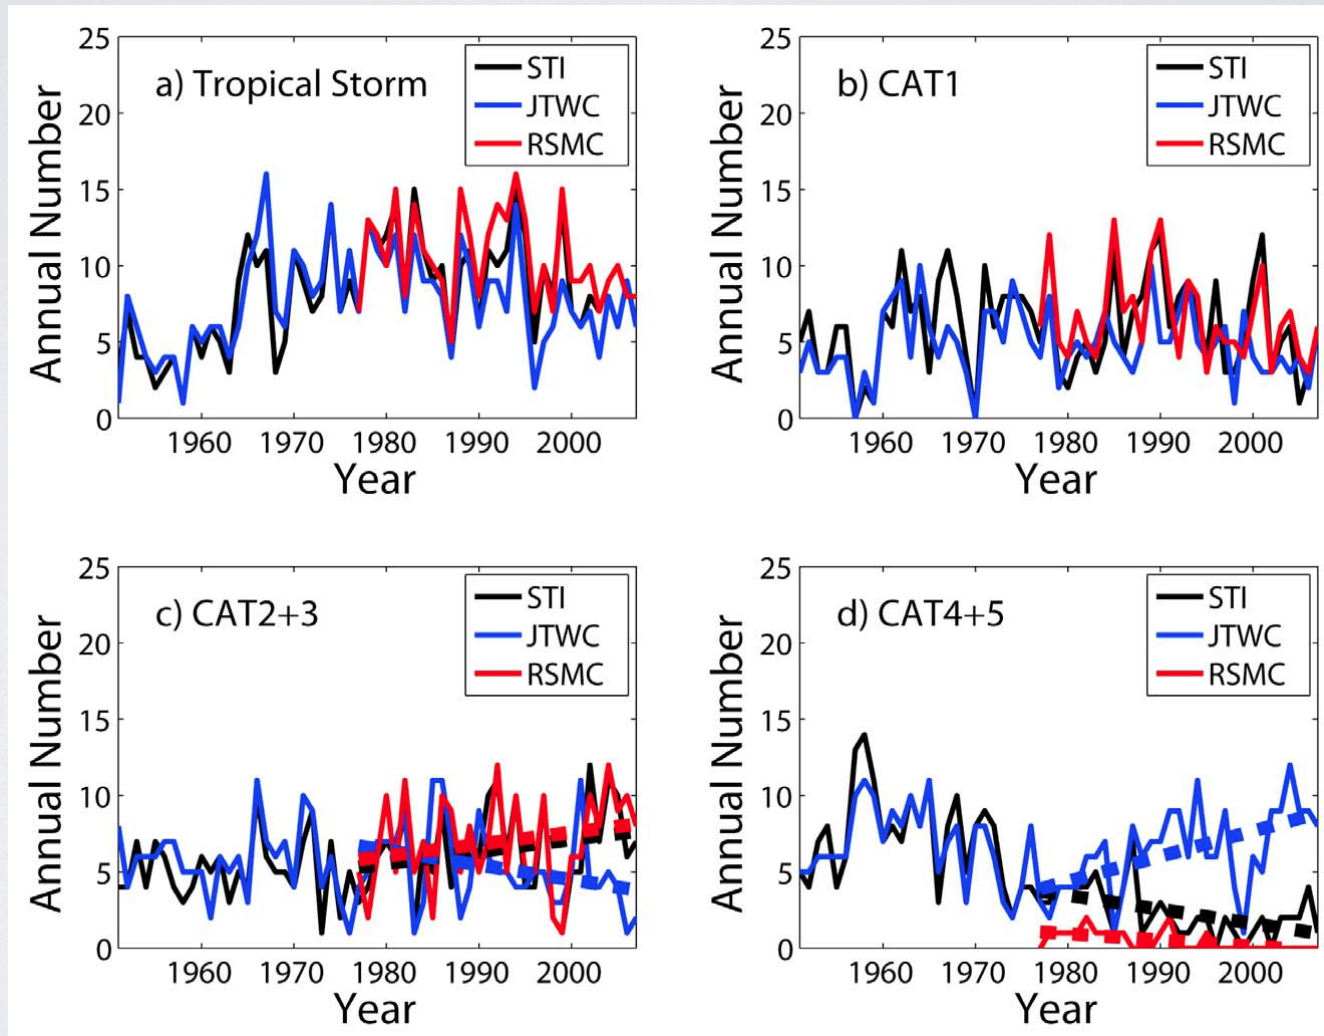 25
20
15
10
5
0
Annual Number
a) Tropical Storm
STI
JTWC
RSMC
1960 1970 1980 1990 2000
Year
25
20
15
10
5
0
Annual Number
b) CAT1
STI
JTWC
RSMC
1960 1970 1980 1990 2000
Year
25
20
15
10
5
0
Annual Number
c) CAT2+3
STI
JTWC
RSMC
1960 1970 1980 1990 2000
Year
25
20
15
10
5
0
Annual Number
d) CAT4+5
STI
JTWC
RSMC
1960 1970 1980 1990 2000
Year